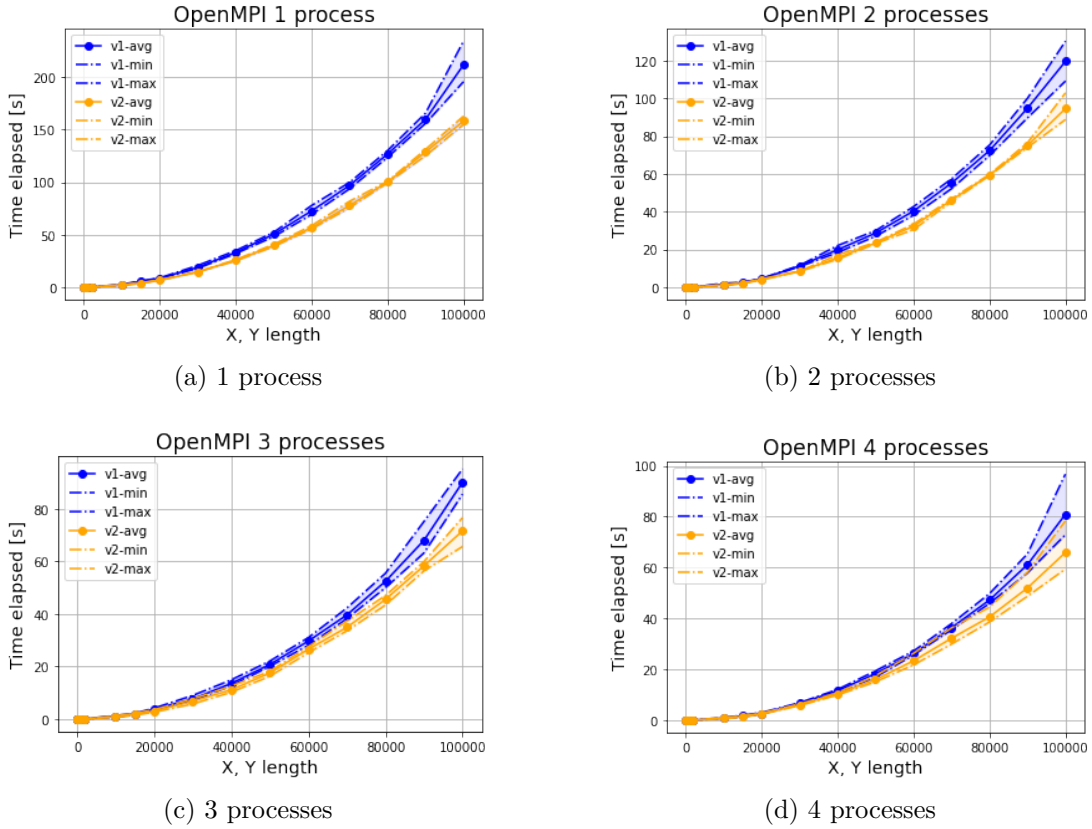 OpenMPI 1 process
Time elapsed [s]
200
150
100
50
0
v1-avg
v1-min
v1-max
v2-avg
v2-min
v2-max
0 20000 40000 60000 80000 100000
X, Y length
(a) 1 process
OpenMPI 2 processes
Time elapsed [s]
120
100
80
60
40
20
0
v1-avg
v1-min
v1-max
v2-avg
v2-min
v2-max
0 20000 40000 60000 80000 100000
X, Y length
(b) 2 processes
OpenMPI 3 processes
Time elapsed [s]
80
60
40
20
0
v1-avg
v1-min
v1-max
v2-avg
v2-min
v2-max
0 20000 40000 60000 80000 100000
X, Y length
(c) 3 processes
OpenMPI 4 processes
Time elapsed [s]
100
80
60
40
20
0
v1-avg
v1-min
v1-max
v2-avg
v2-min
v2-max
0 20000 40000 60000 80000 100000
X, Y length
(d) 4 processes